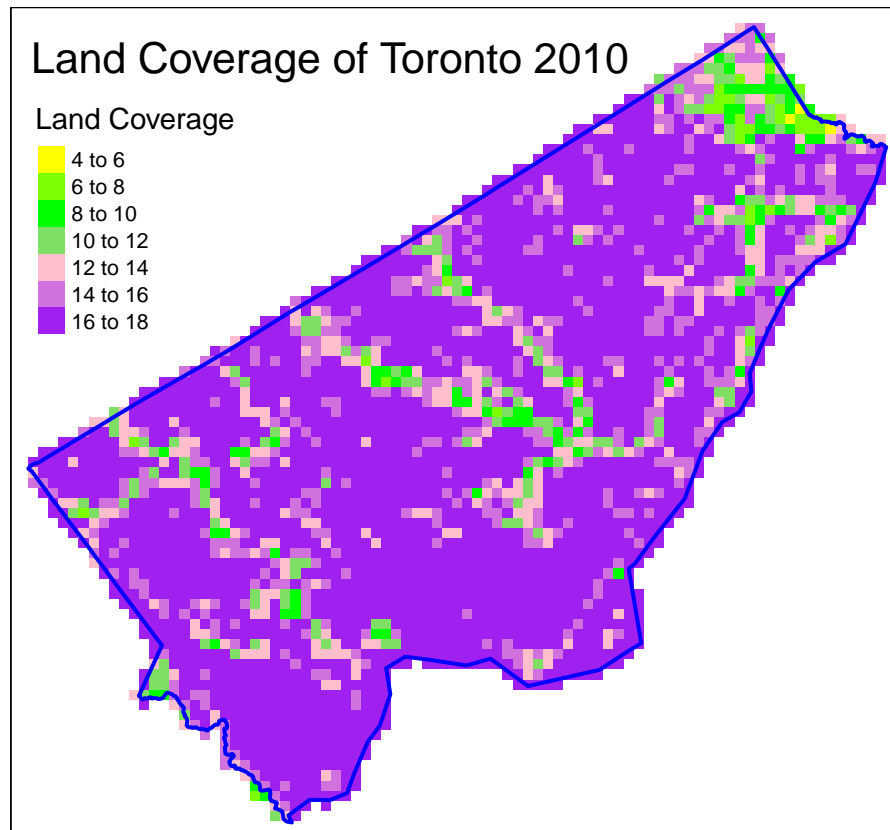 Land Coverage of Toronto 2010
Land Coverage
4 to 6
6 to 8
8 to 10
10 to 12
12 to 14
14 to 16
16 to 18